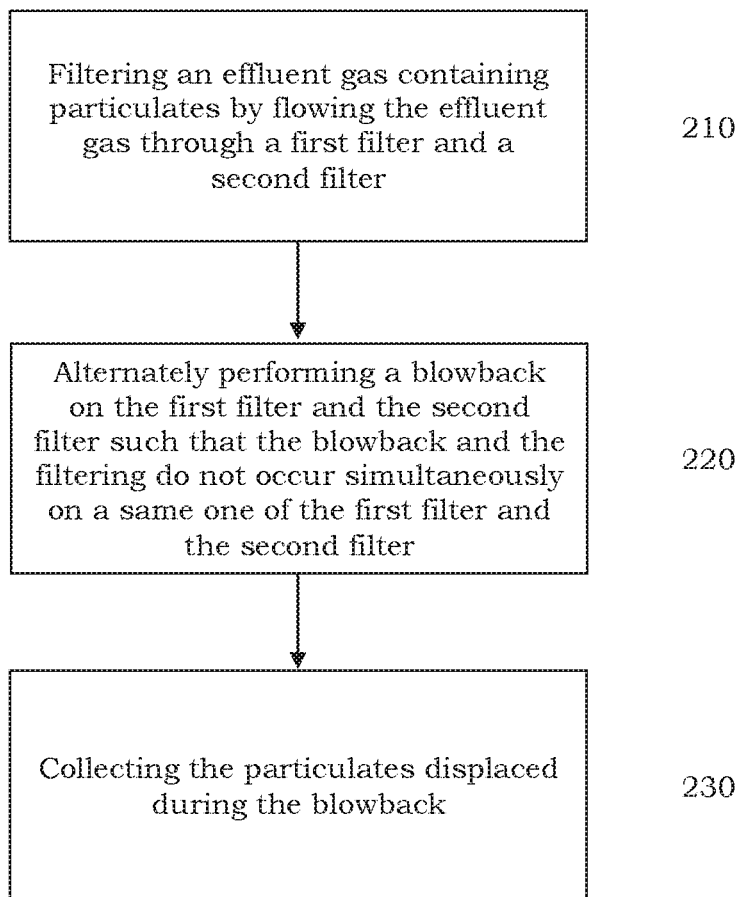 Filtering an effluent gas containing
particulates by flowing the effluent
gas through a first filter and a
second filter
210
Alternately performing a blowback
on the first filter and the second
filter such that the blowback and the
filtering do not occur simultaneously
on a same one of the first filter and
the second filter
220
Collecting the particulates displaced
during the blowback
230